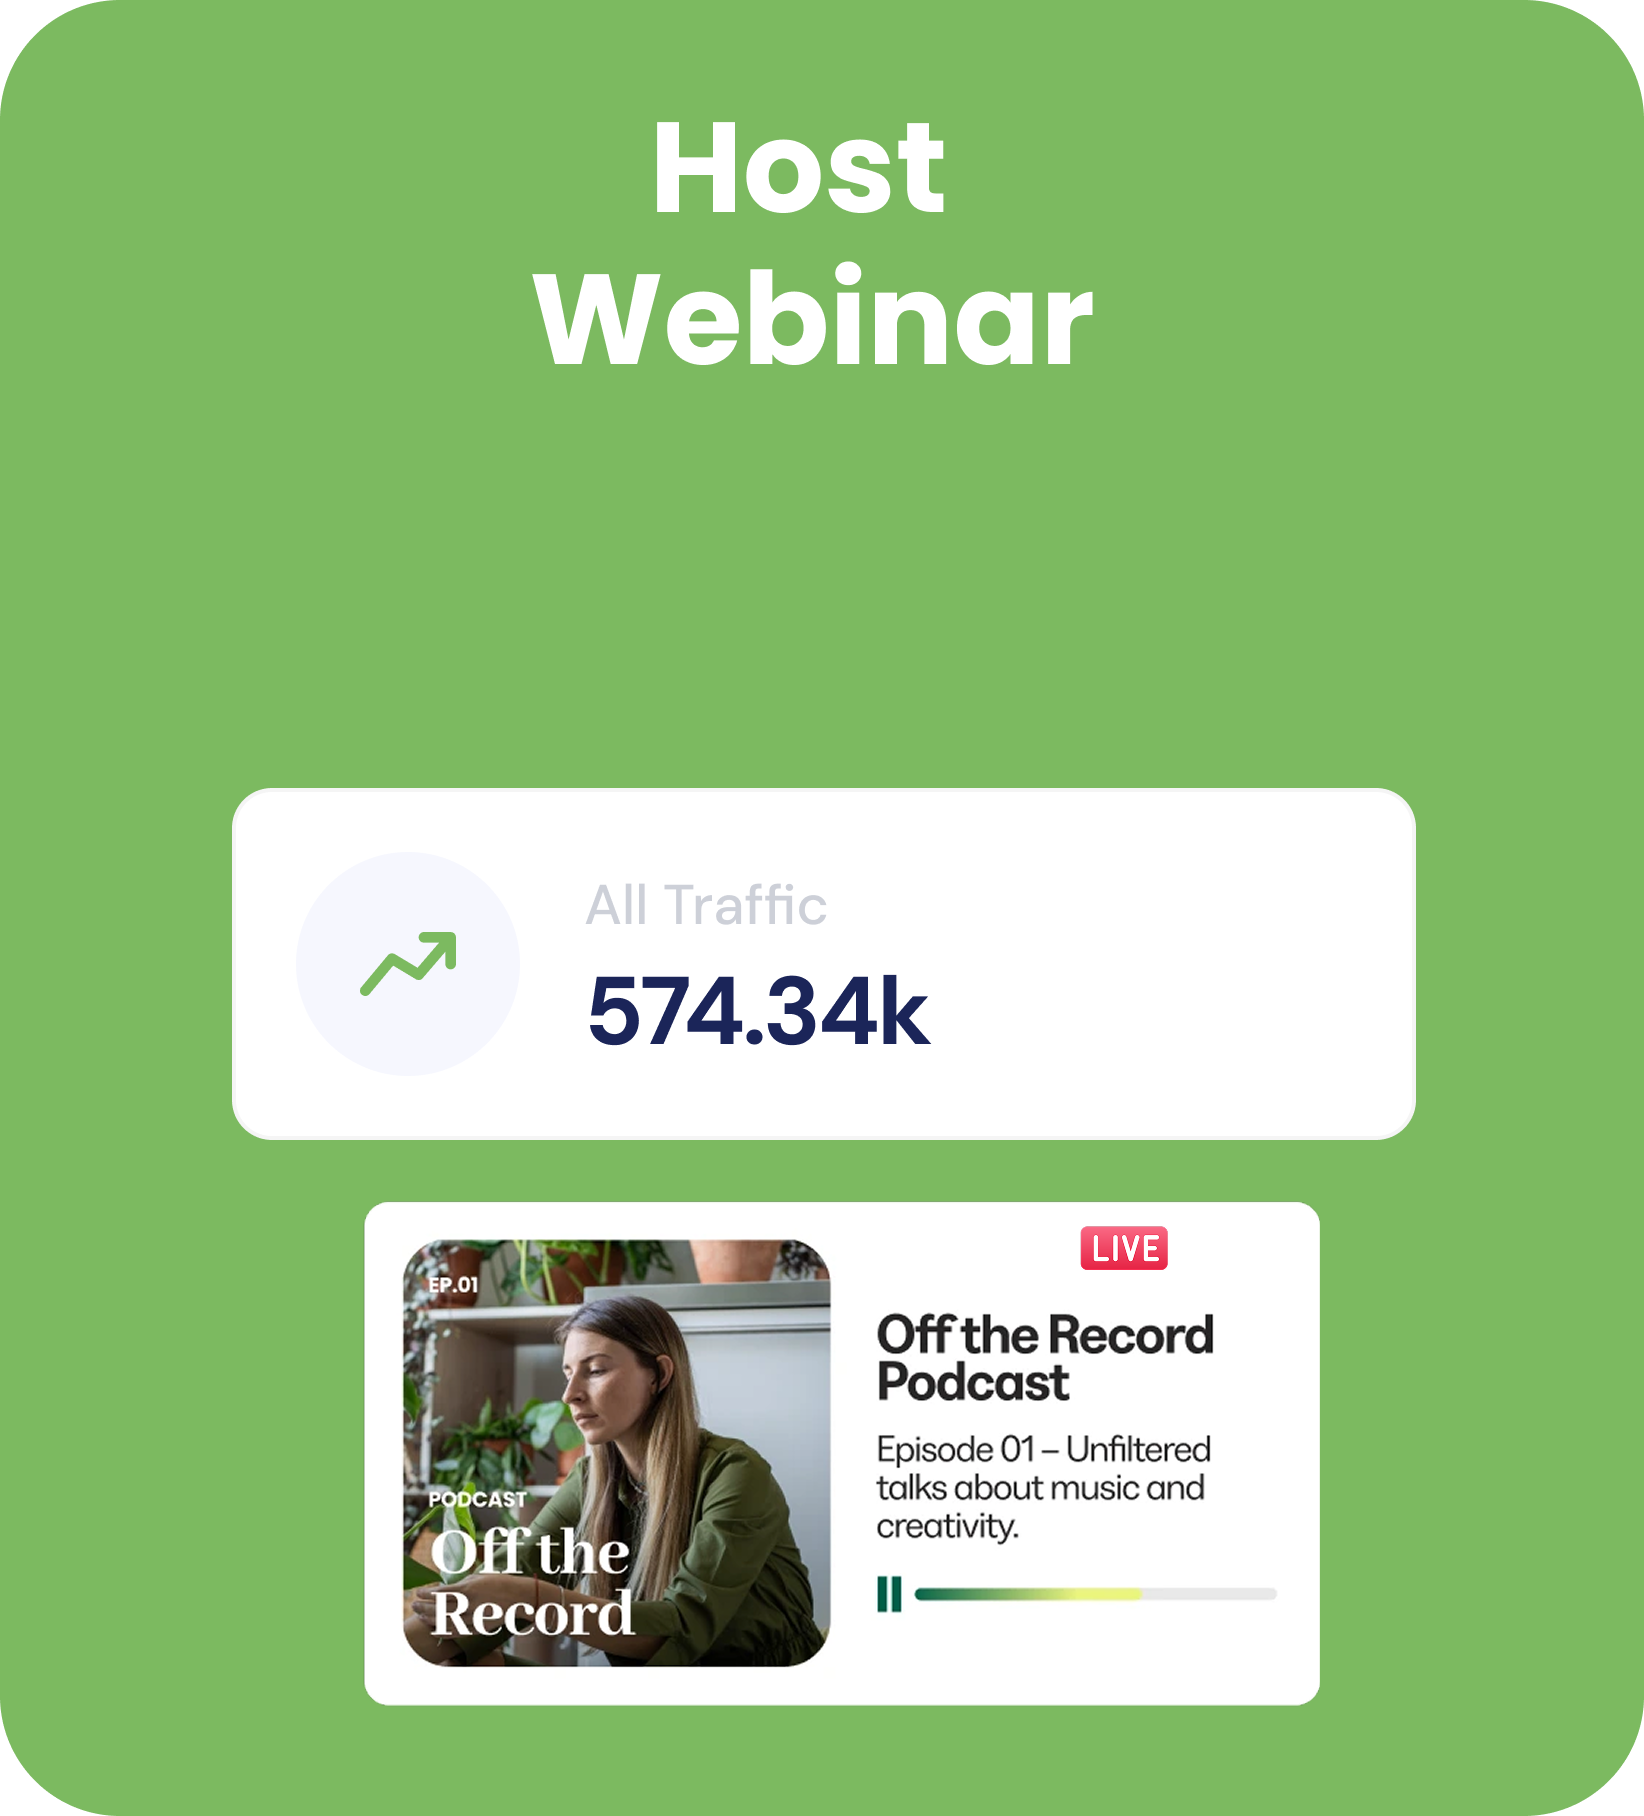 Host
Webinar
All Traffic
574.34k
EP.01
PODCAST
Off the
Record
LIVE
Off the Record
Podcast
Episode 01 – Unfiltered
talks about music and
creativity.